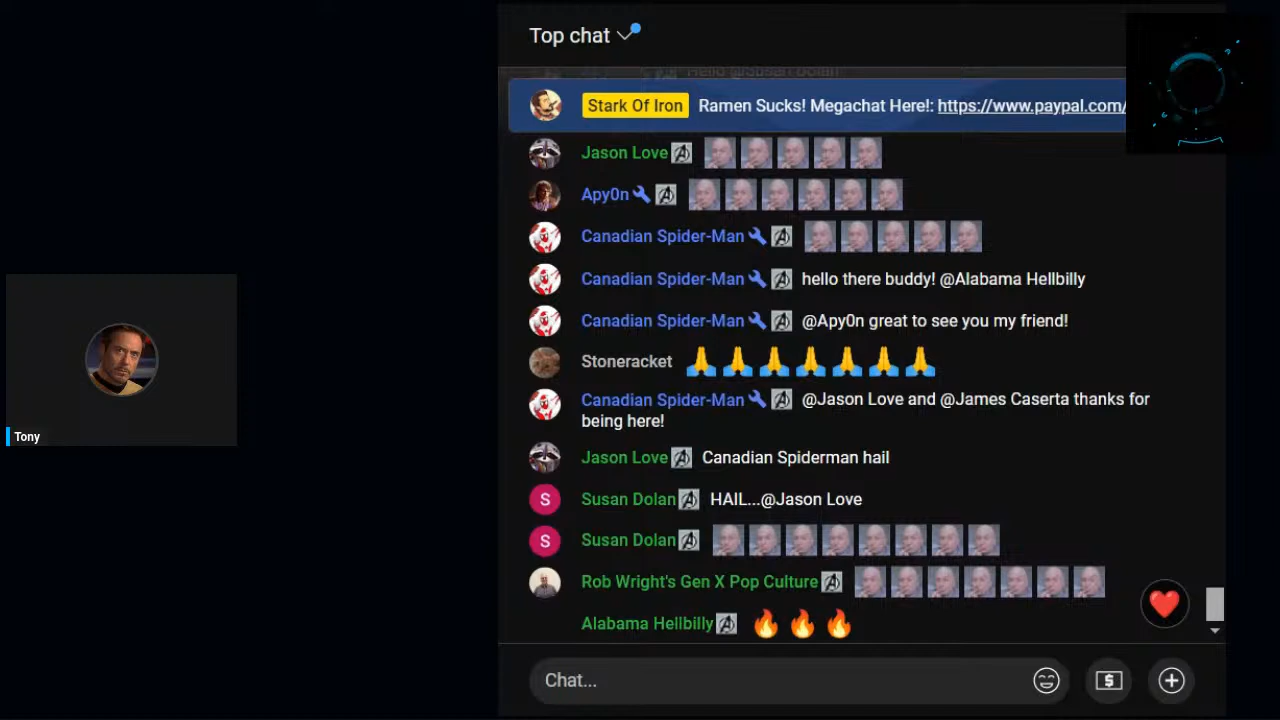 Top chat
Hello @Susan Dolan
Stark Of Iron Ramen Sucks! Megachat Here!: https://www.paypal.com/
Jason Love
Apy0n
Canadian Spider-Man
Canadian Spider-Man hello there buddy! @Alabama Hellbilly
Canadian Spider-Man @Apy0n great to see you my friend!
Stoneracket 🙏🙏🙏🙏🙏🙏🙏
Canadian Spider-Man @Jason Love and @James Caserta thanks for
being here!
Tony
Jason Love Canadian Spiderman hail
S Susan Dolan HAIL...@Jason Love
S Susan Dolan
Rob Wright's Gen X Pop Culture
Alabama Hellbilly 🔥🔥🔥
Chat...